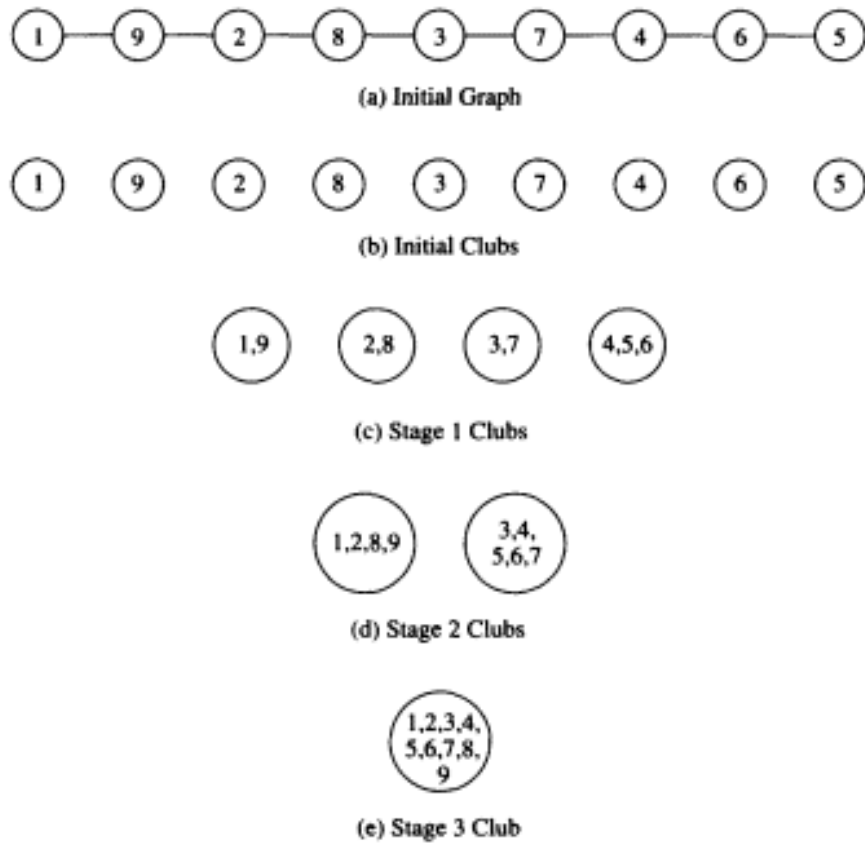 1 9 2 8 3 7 4 6 5
(a) Initial Graph
1 9 2 8 3 7 4 6 5
(b) Initial Clubs
1,9 2,8 3,7 4,5,6
(c) Stage 1 Clubs
1,2,8,9
3,4,
5,6,7
(d) Stage 2 Clubs
1,2,3,4,
5,6,7,8,
9
(e) Stage 3 Club